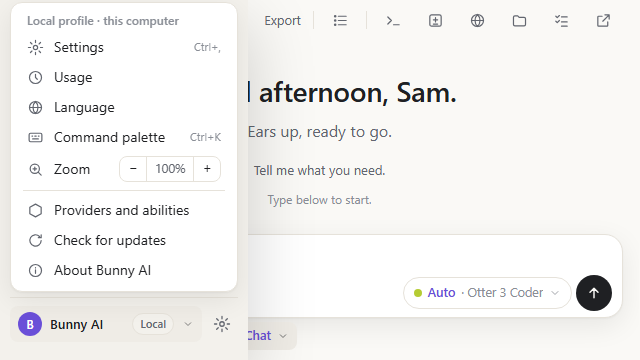 Local profile · this computer
Settings Ctrl+,
Usage
Language
Command palette Ctrl+K
Zoom − 100% +
Providers and abilities
Check for updates
About Bunny AI
B Bunny AI Local
Export
afternoon, Sam.
Ears up, ready to go.
Tell me what you need.
Type below to start.
Auto · Otter 3 Coder
Chat